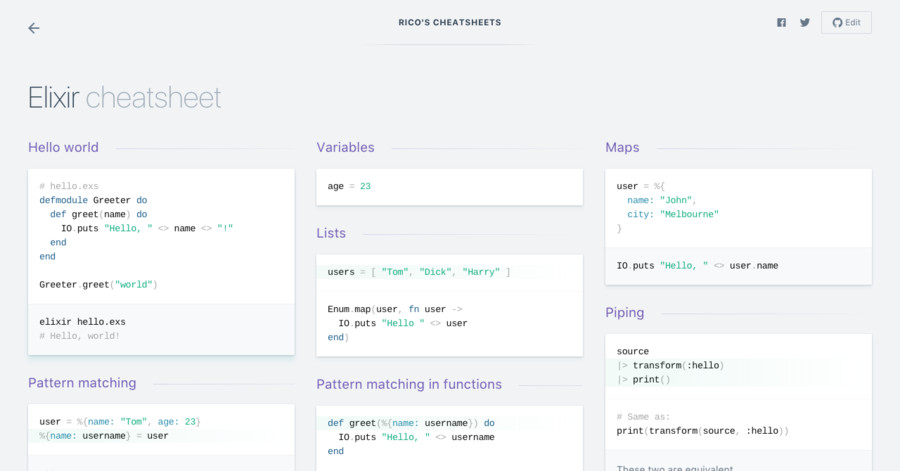 RICO'S CHEATSHEETS
Edit
Elixir cheatsheet
Hello world
# hello.exs
defmodule Greeter do
  def greet(name) do
    IO.puts "Hello, " <> name <> "!"
  end
end
Greeter.greet("world")
elixir hello.exs
# Hello, world!
Pattern matching
user = %{name: "Tom", age: 23}
%{name: username} = user
Variables
age = 23
Lists
users = [ "Tom", "Dick", "Harry" ]
Enum.map(user, fn user ->
  IO.puts "Hello " <> user
end)
Pattern matching in functions
def greet(%{name: username}) do
  IO.puts "Hello, " <> username
end
Maps
user = %{
  name: "John",
  city: "Melbourne"
}
IO.puts "Hello, " <> user.name
Piping
source
|> transform(:hello)
|> print()
# Same as:
print(transform(source, :hello))
These two are equivalent